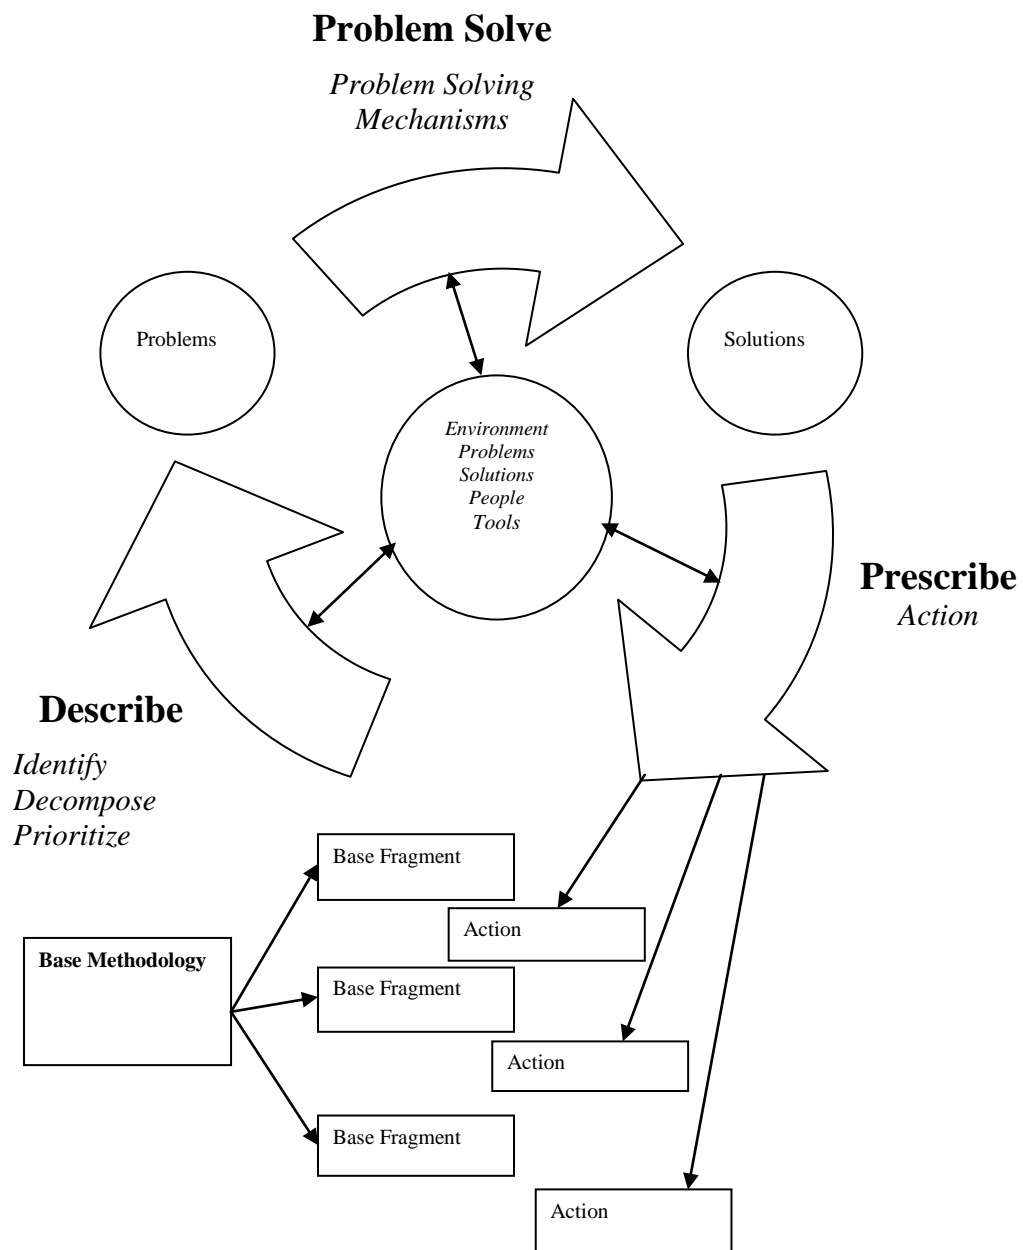 Problem Solve
Problem Solving
Mechanisms
Problems
Solutions
Environment
Problems
Solutions
People
Tools
Prescribe
Action
Describe
Identify
Decompose
Prioritize
Base Fragment
Action
Base Methodology
Base Fragment
Action
Base Fragment
Action